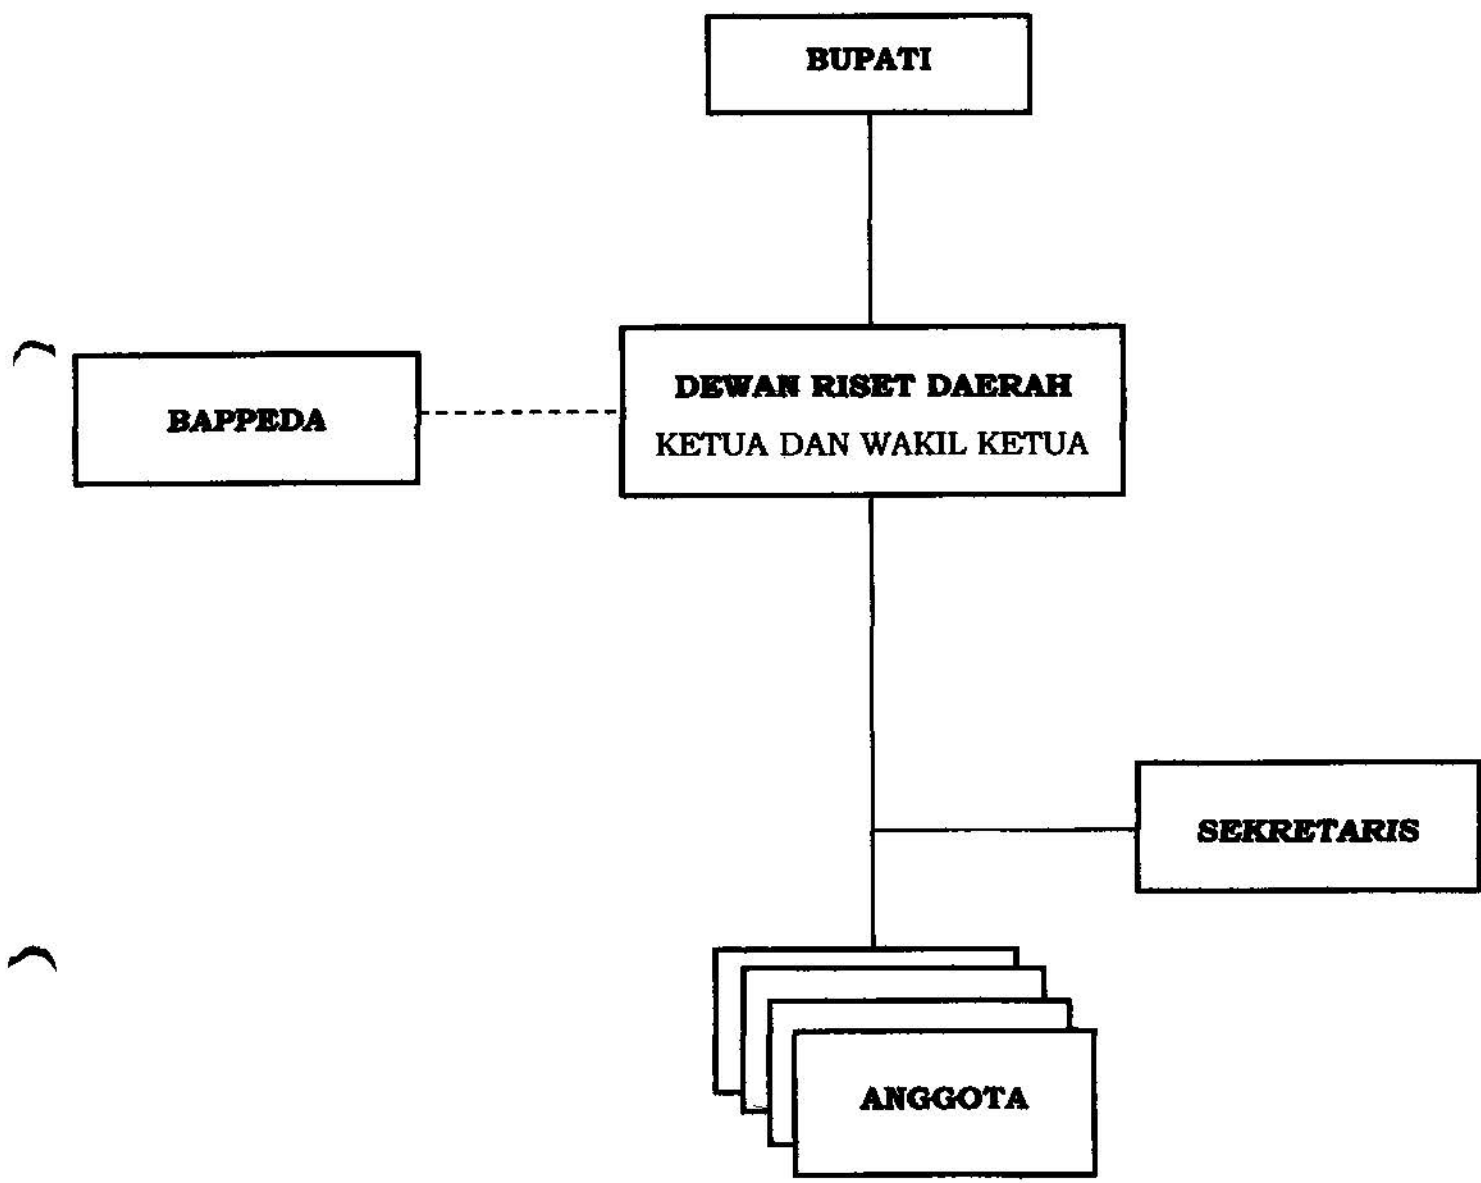 BUPATI
DEWAN RISET DAERAH
KETUA DAN WAKIL KETUA
BAPPEDA
SEKRETARIS
ANGGOTA